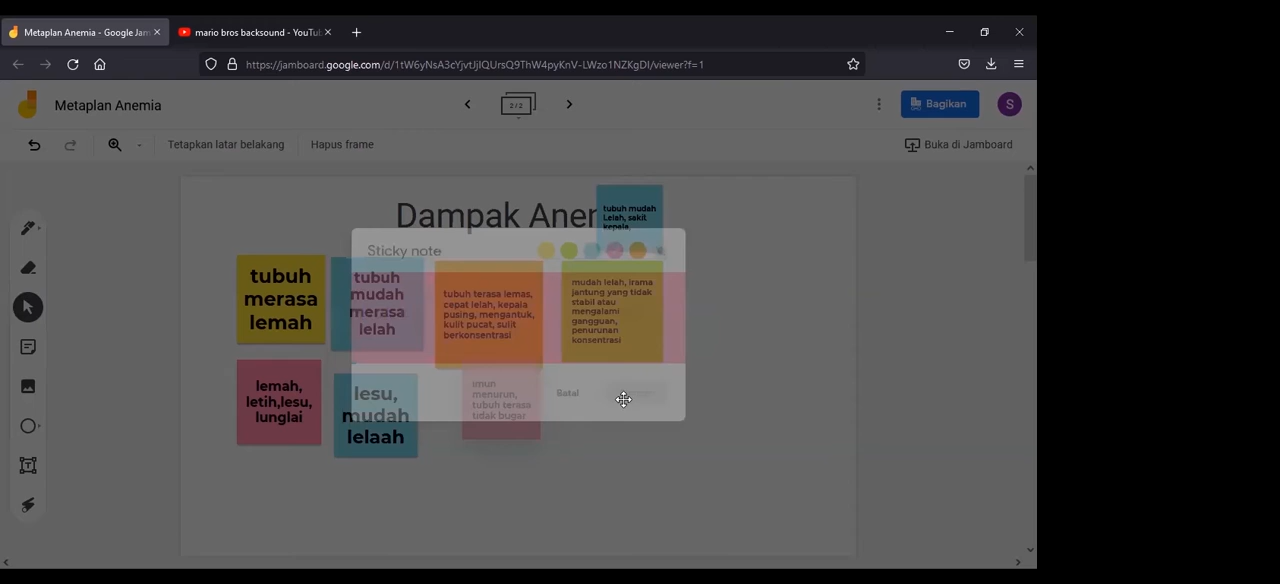 Metaplan Anemia - Google Jam
mario bros backsound - YouTu
https://jamboard.google.com/d/1tW6yNsA3cYjvtJjIQUrsQ9ThW4pyKnV-LWzo1NZKgDI/viewer?f=1
Metaplan Anemia
2/2
Bagikan
S
Tetapkan latar belakang
Hapus frame
Buka di Jamboard
Dampak Anem
tubuh mudah
Lelah, sakit
kepala,
Sticky note
tubuh
merasa
lemah
tubuh
mudah
merasa
lelah
tubuh terasa lemas,
cepat lelah, kepala
pusing, mengantuk,
kulit pucat, sulit
berkonsentrasi
mudah lelah, irama
jantung yang tidak
stabil atau
mengalami
gangguan,
penurunan
konsentrasi
lemah,
letih,lesu,
lunglai
lesu,
mudah
lelaah
imun
menurun,
tubuh terasa
tidak bugar
Batal